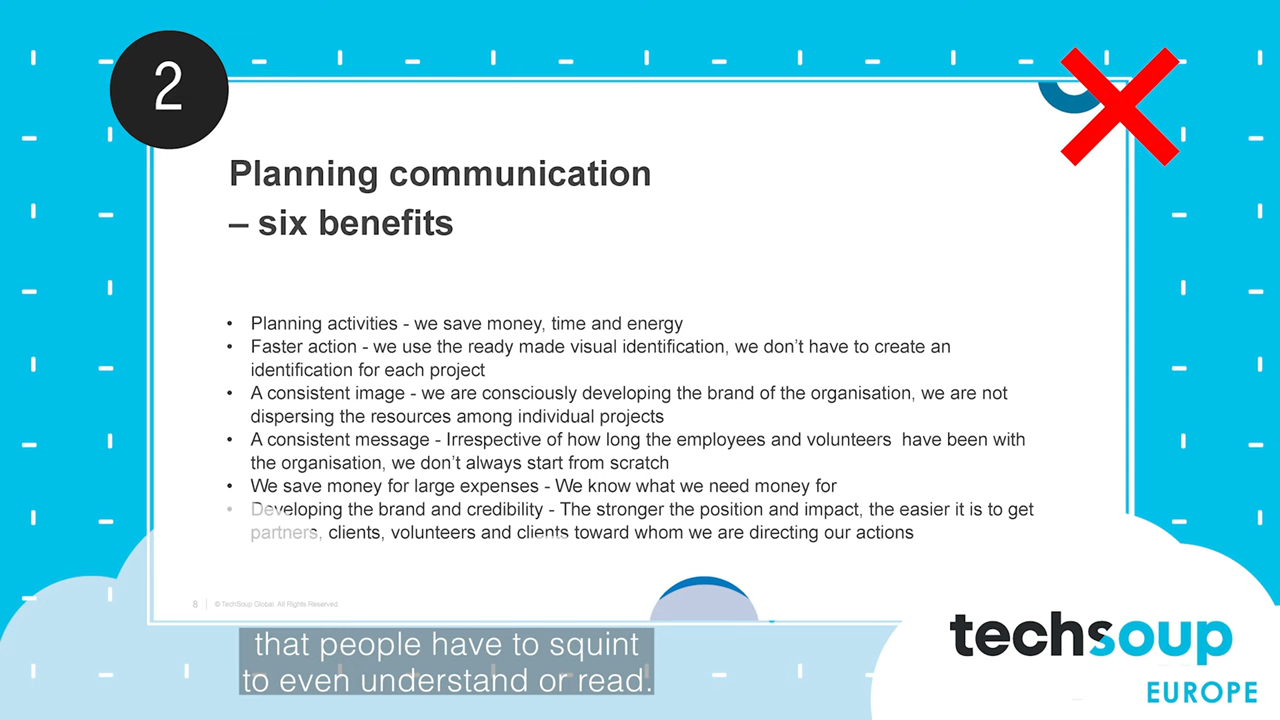 2
Planning communication
– six benefits
• Planning activities - we save money, time and energy
• Faster action - we use the ready made visual identification, we don't have to create an
identification for each project
• A consistent image - we are consciously developing the brand of the organisation, we are not
dispersing the resources among individual projects
• A consistent message - Irrespective of how long the employees and volunteers have been with
the organisation, we don't always start from scratch
• We save money for large expenses - We know what we need money for
• Developing the brand and credibility - The stronger the position and impact, the easier it is to get
partners, clients, volunteers and clients toward whom we are directing our actions
8 | © TechSoup Global. All Rights Reserved
that people have to squint
to even understand or read.
techsoup
EUROPE